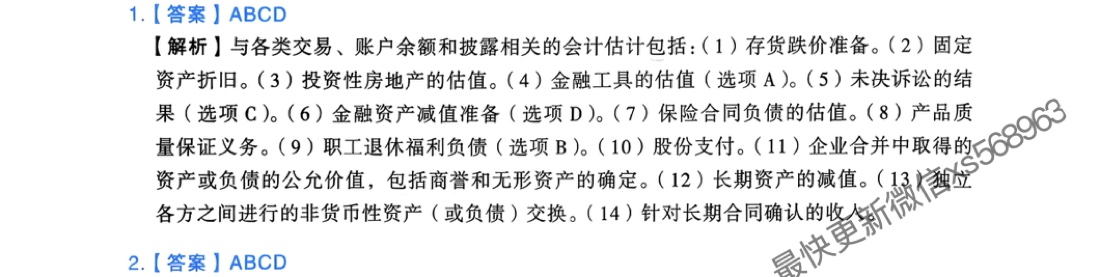 1.【答案】ABCD
【解析】与各类交易、账户余额和披露相关的会计估计包括：（1）存货跌价准备。（2）固定
资产折旧。（3）投资性房地产的估值。（4）金融工具的估值（选项 A）。（5）未决诉讼的结
果（选项 C）。（6）金融资产减值准备（选项 D）。（7）保险合同负债的估值。（8）产品质
量保证义务。（9）职工退休福利负债（选项 B）。（10）股份支付。（11）企业合并中取得的
资产或负债的公允价值，包括商誉和无形资产的确定。（12）长期资产的减值。（13）独立
各方之间进行的非货币性资产（或负债）交换。（14）针对长期合同确认的收入。
最快更新微信xs568963
2.【答案】ABCD